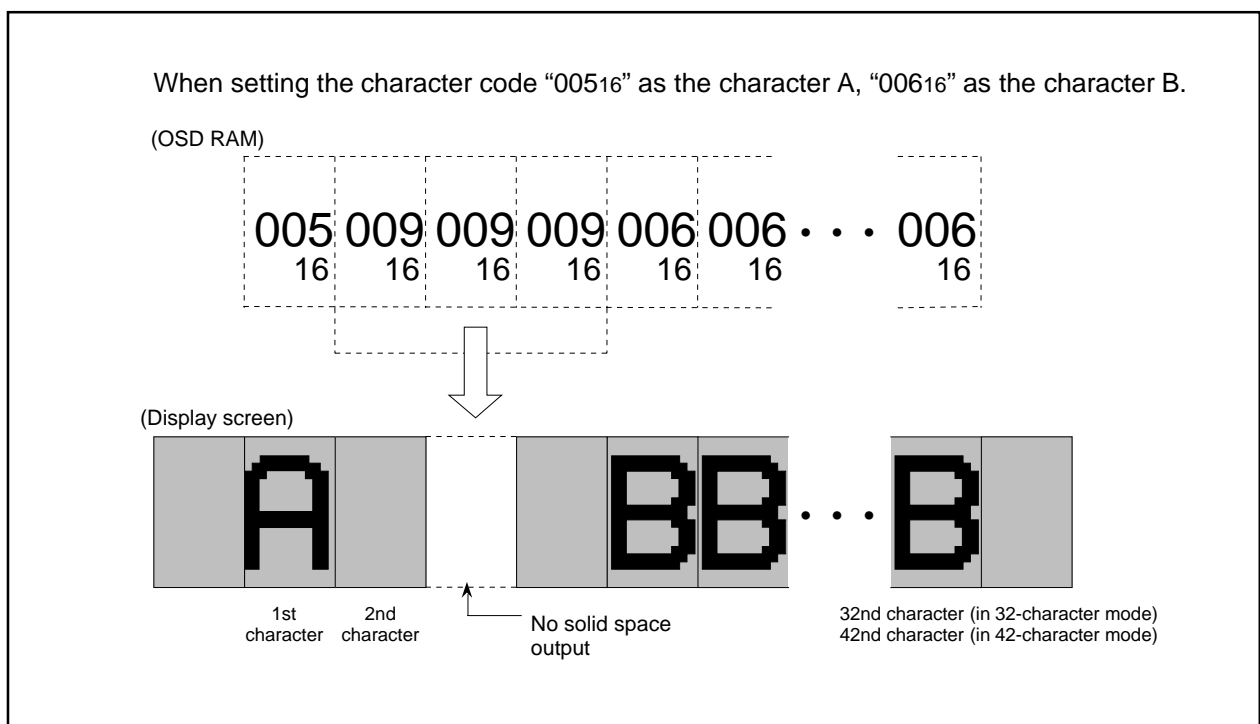 When setting the character code “00516” as the character A, “00616” as the character B.
(OSD RAM)
005 009 009 009 006 006 • • • 006
16 16 16 16 16 16 16
(Display screen)
A B B • • • B
1st character
2nd character
No solid space
output
32nd character (in 32-character mode)
42nd character (in 42-character mode)